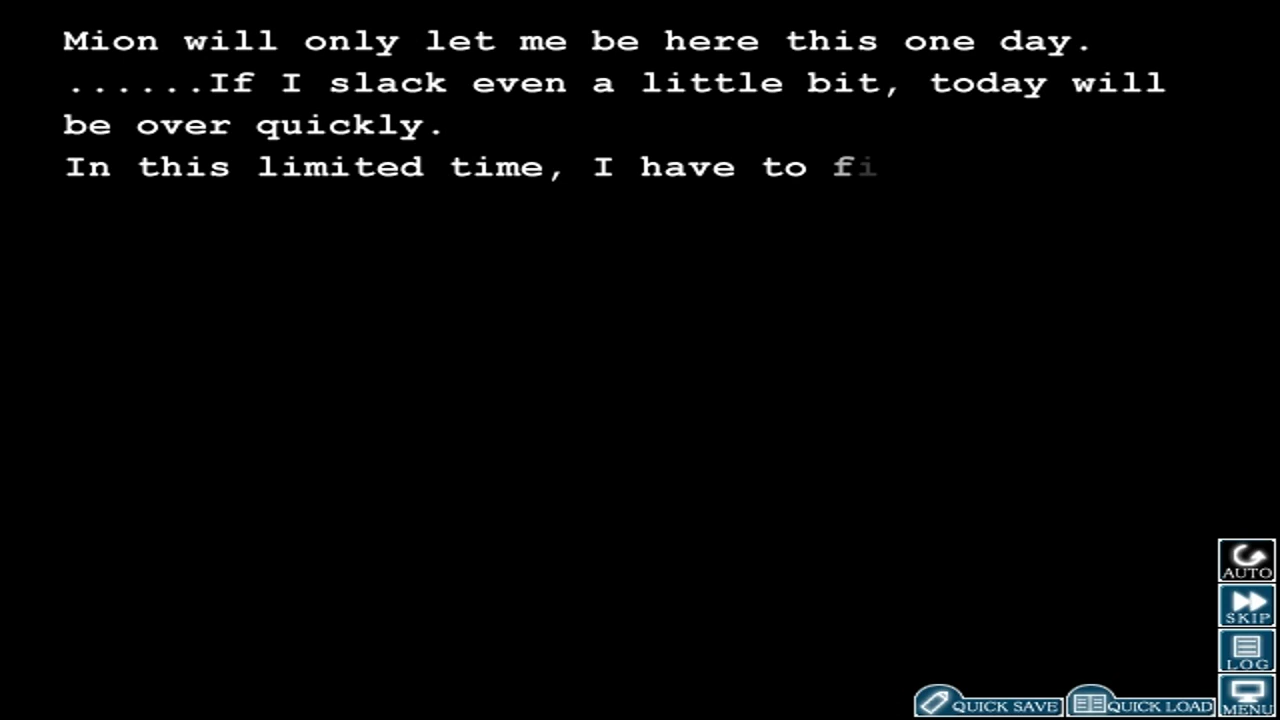 Mion will only let me be here this one day.
......If I slack even a little bit, today will
be over quickly.
In this limited time, I have to fi
AUTO
SKIP
LOG
QUICK SAVE
QUICK LOAD
MENU